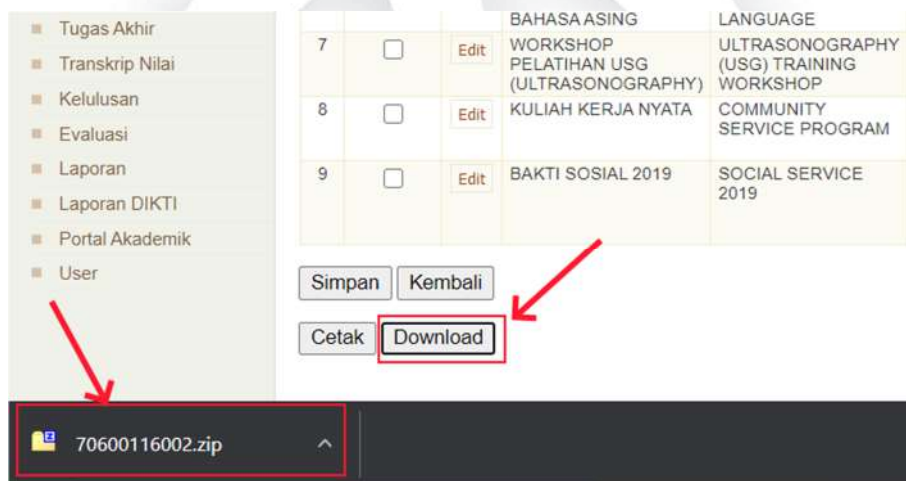 Tugas Akhir
Transkrip Nilai
Kelulusan
Evaluasi
Laporan
Laporan DIKTI
Portal Akademik
User
BAHASA ASING LANGUAGE
7 Edit WORKSHOP ULTRASONOGRAPHY
PELATIHAN USG (USG) TRAINING
(ULTRASONOGRAPHY) WORKSHOP
8 Edit KULIAH KERJA NYATA COMMUNITY
SERVICE PROGRAM
9 Edit BAKTI SOSIAL 2019 SOCIAL SERVICE
2019
Simpan Kembali
Cetak Download
70600116002.zip